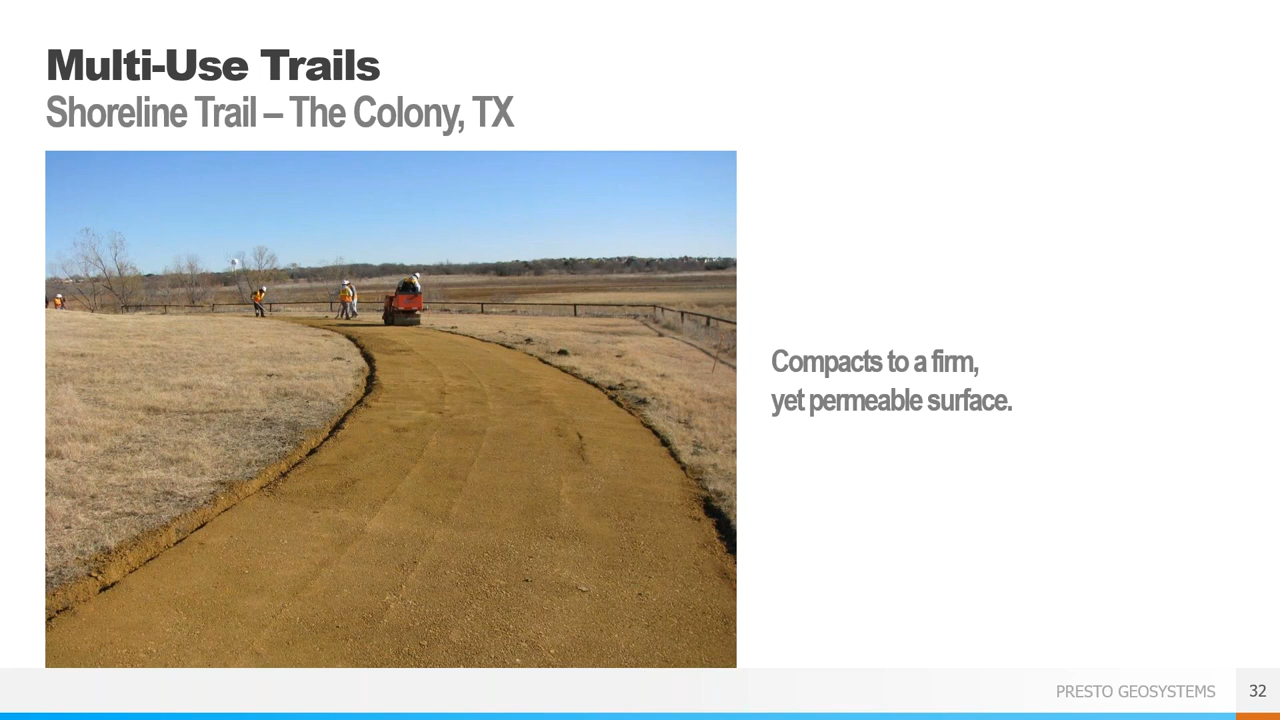 Multi-Use Trails
Shoreline Trail – The Colony, TX
Compacts to a firm,
yet permeable surface.
PRESTO GEOSYSTEMS
32